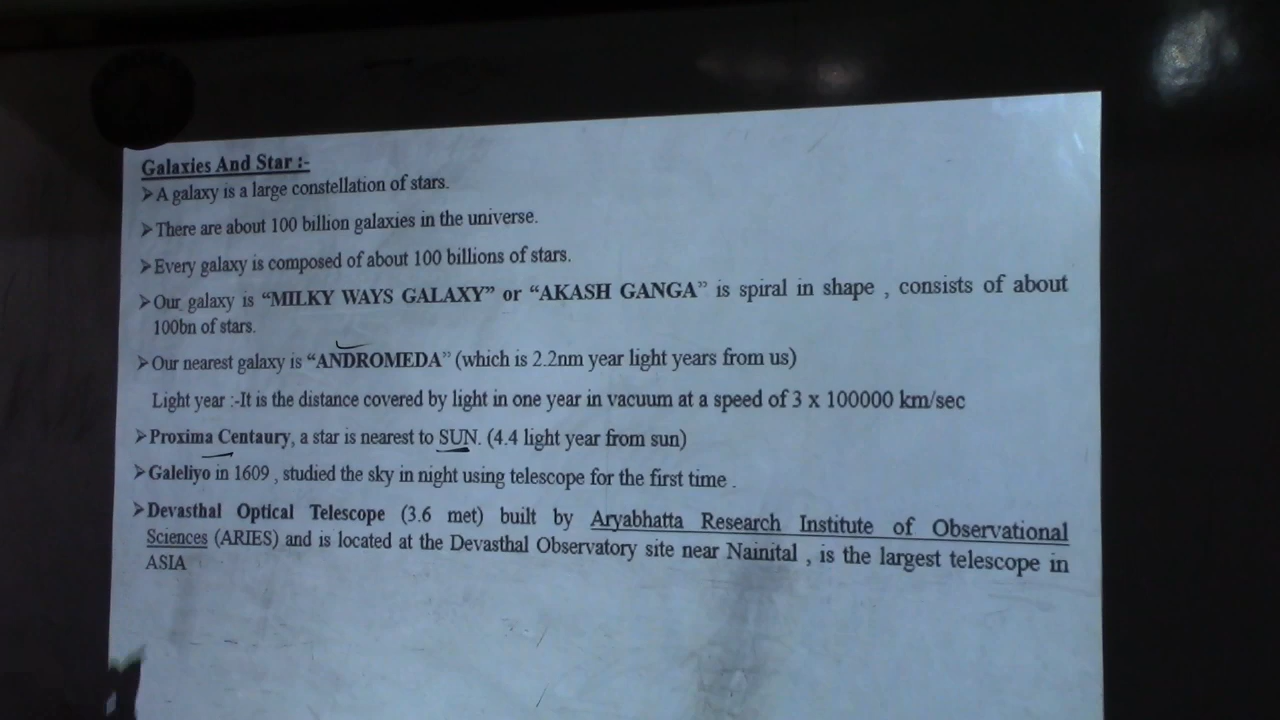 Galaxies And Star :-
➢A galaxy is a large constellation of stars.
➢There are about 100 billion galaxies in the universe.
➢Every galaxy is composed of about 100 billions of stars.
➢Our galaxy is “MILKY WAYS GALAXY” or “AKASH GANGA” is spiral in shape , consists of about
100bn of stars.
➢Our nearest galaxy is “ANDROMEDA” (which is 2.2nm year light years from us)
Light year :-It is the distance covered by light in one year in vacuum at a speed of 3 x 100000 km/sec
➢Proxima Centaury, a star is nearest to SUN. (4.4 light year from sun)
➢Galeliyo in 1609 , studied the sky in night using telescope for the first time .
➢Devasthal Optical Telescope (3.6 met) built by Aryabhatta Research Institute of Observational
Sciences (ARIES) and is located at the Devasthal Observatory site near Nainital , is the largest telescope in
ASIA